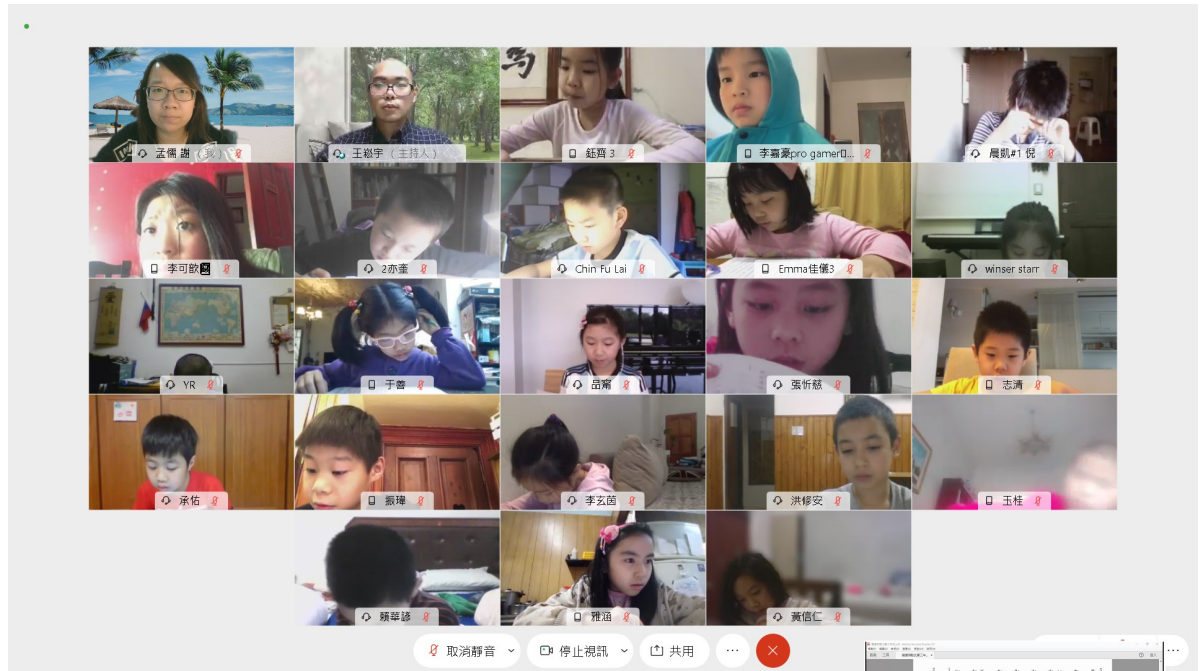 孟儒 謝 (我)
王崧宇 (主持人)
鈺齊 3
李嘉豪pro gamer
晨凱#1 倪
李可歆
2亦奎
Chin Fu Lai
Emma佳儀3
winser starr
YR
于善
品甯
張忻慈
志清
承佑
振瑋
李玄茵
洪修安
玉桂
賴華諺
雅涵
黃信仁
取消靜音
停止視訊
共用